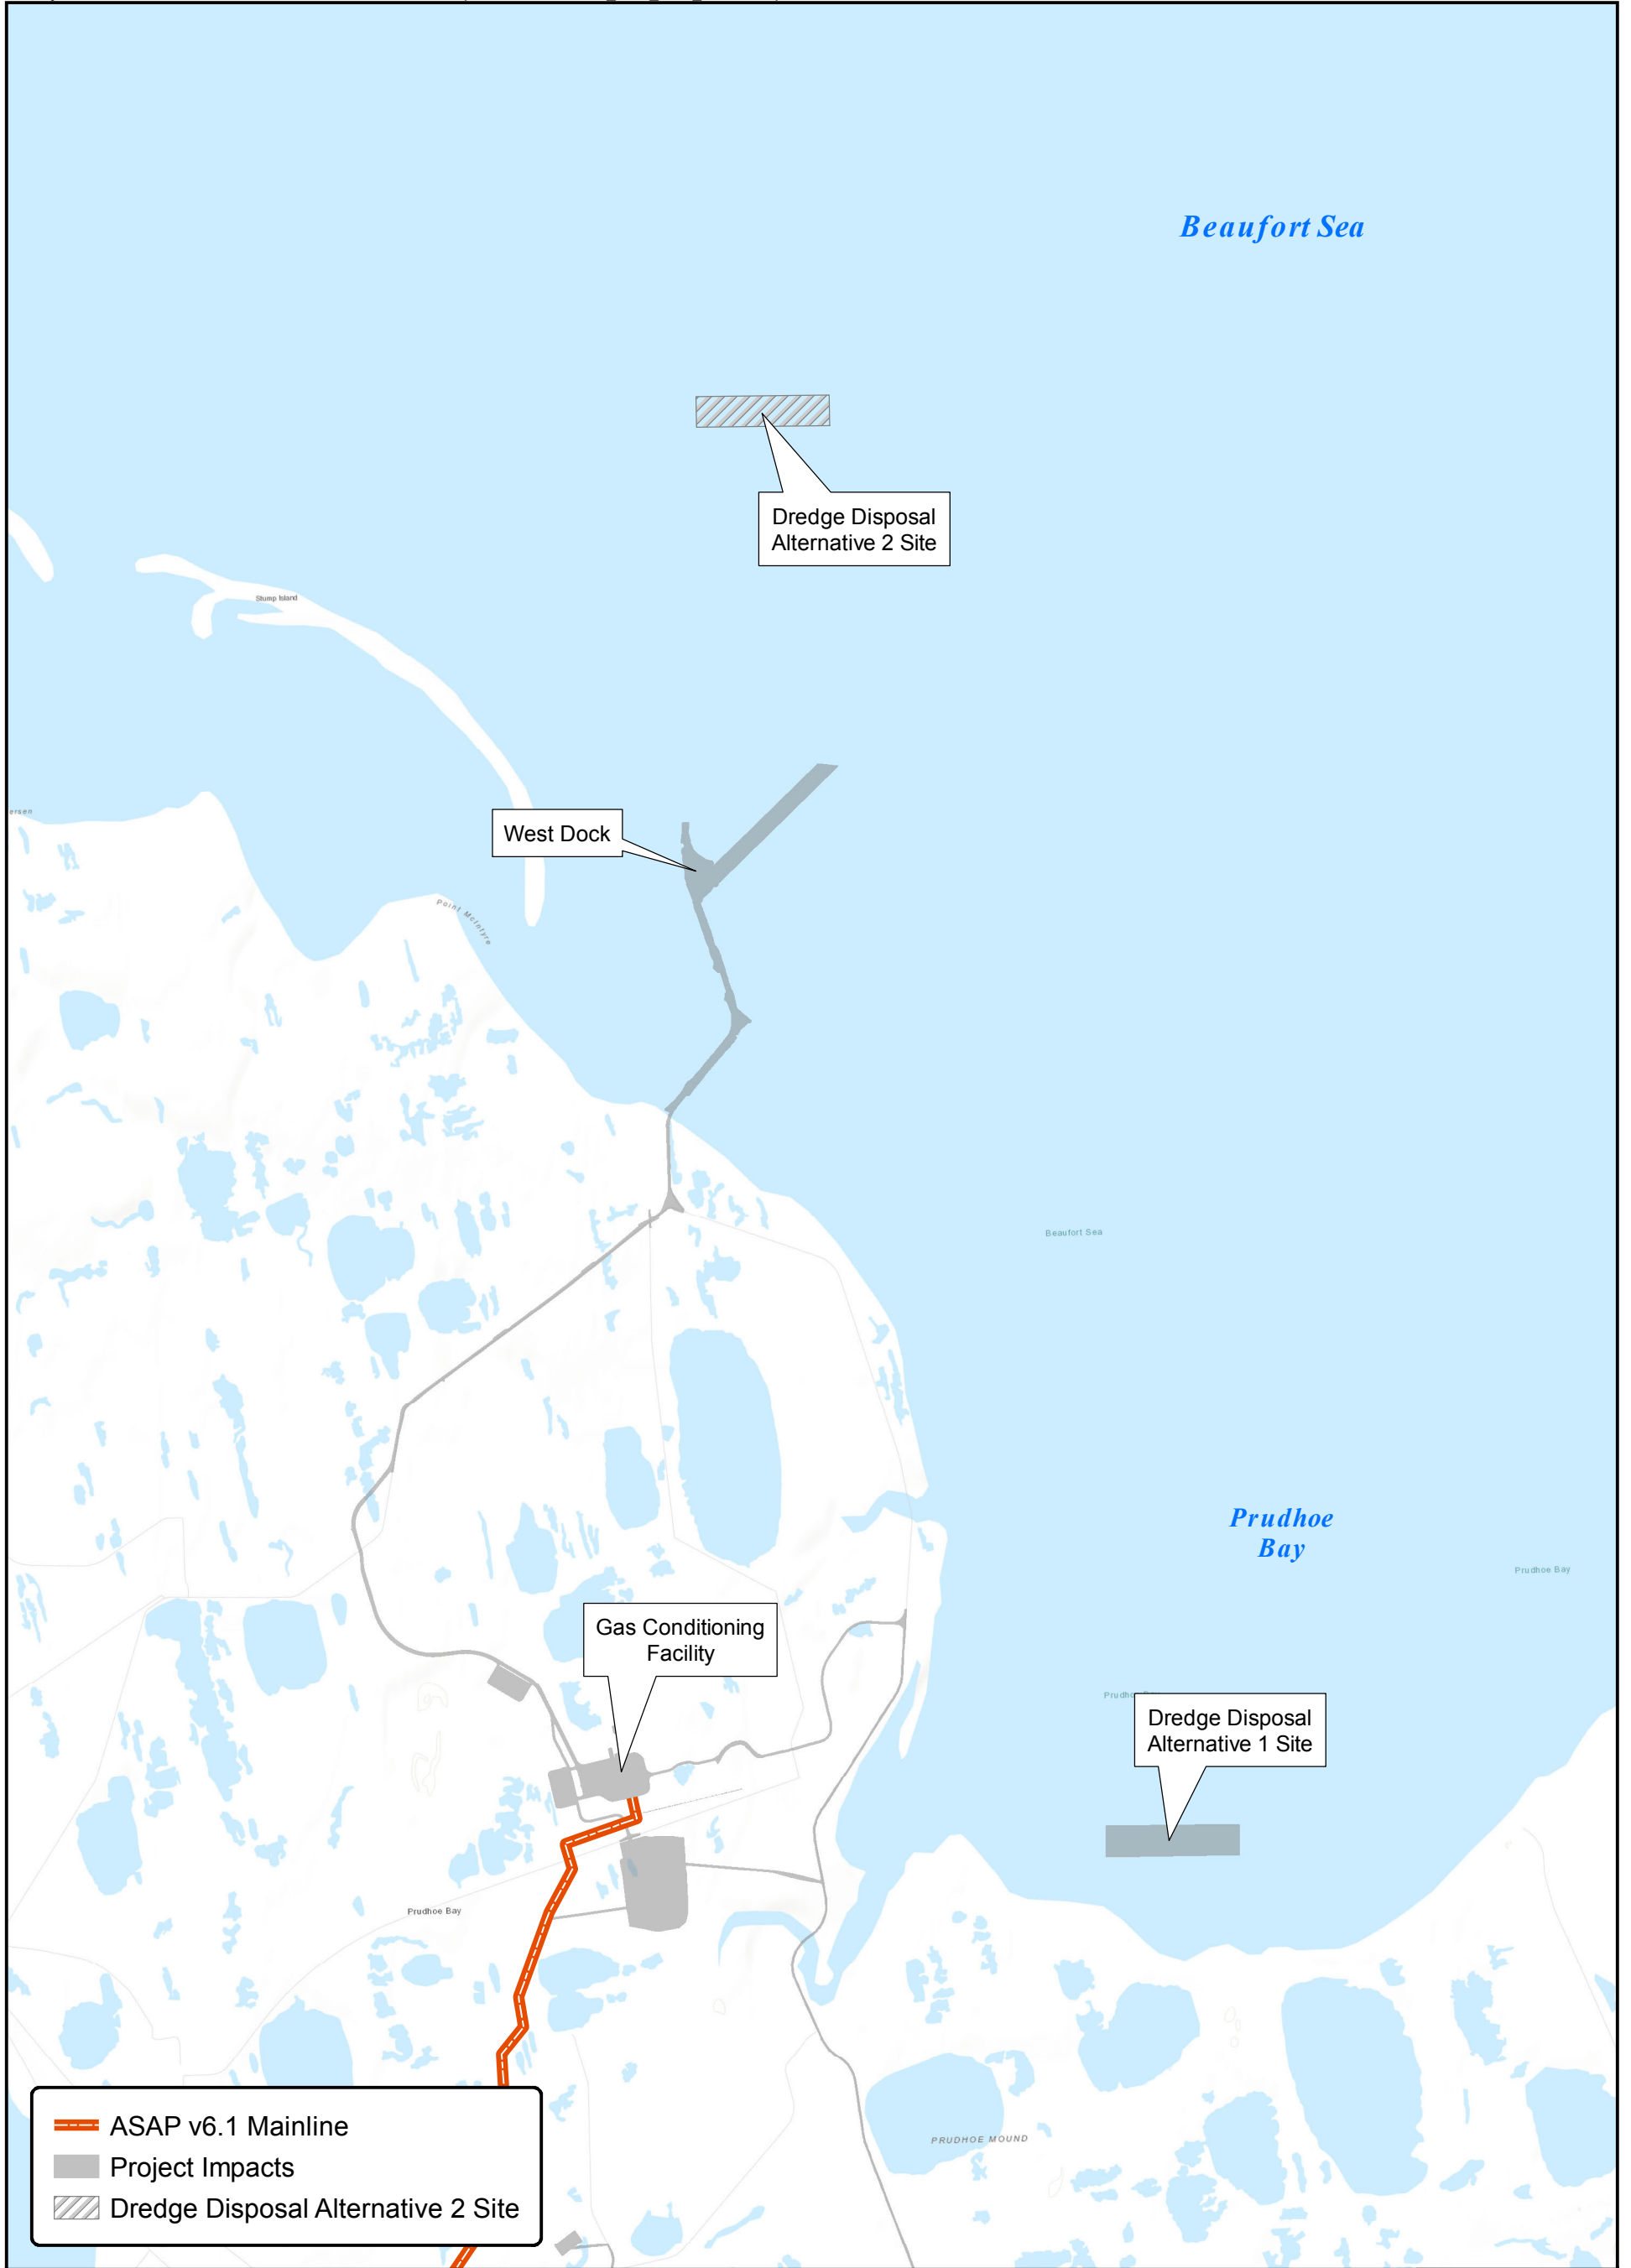 Beaufort Sea
Dredge Disposal
Alternative 2 Site
Stump Island
West Dock
ersen
Point McIntyre
Beaufort Sea
Prudhoe
Bay
Prudhoe Bay
Gas Conditioning
Facility
Dredge Disposal
Alternative 1 Site
Prudhoe Bay
PRUDHOE MOUND
ASAP v6.1 Mainline
Project Impacts
Dredge Disposal Alternative 2 Site